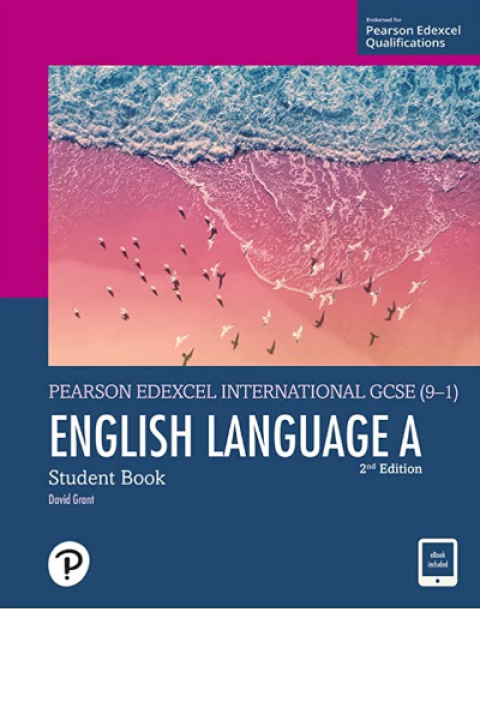 Endorsed for
Pearson Edexcel
Qualifications
PEARSON EDEXCEL INTERNATIONAL GCSE (9–1)
ENGLISH LANGUAGE A
2nd Edition
Student Book
David Grant
eBook
included